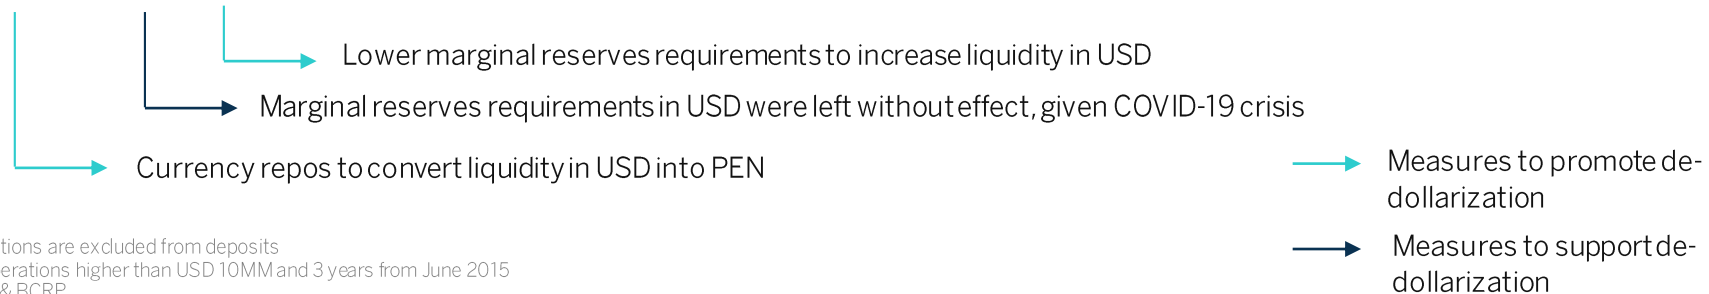 Lower marginal reserves requirements to increase liquidity in USD
Marginal reserves requirements in USD were left without effect, given COVID-19 crisis
Currency repos to convert liquidity in USD into PEN
Measures to promote de-
dollarization
Measures to support de-
dollarization
tions are excluded from deposits
erations higher than USD 10MM and 3 years from June 2015
& BCRP